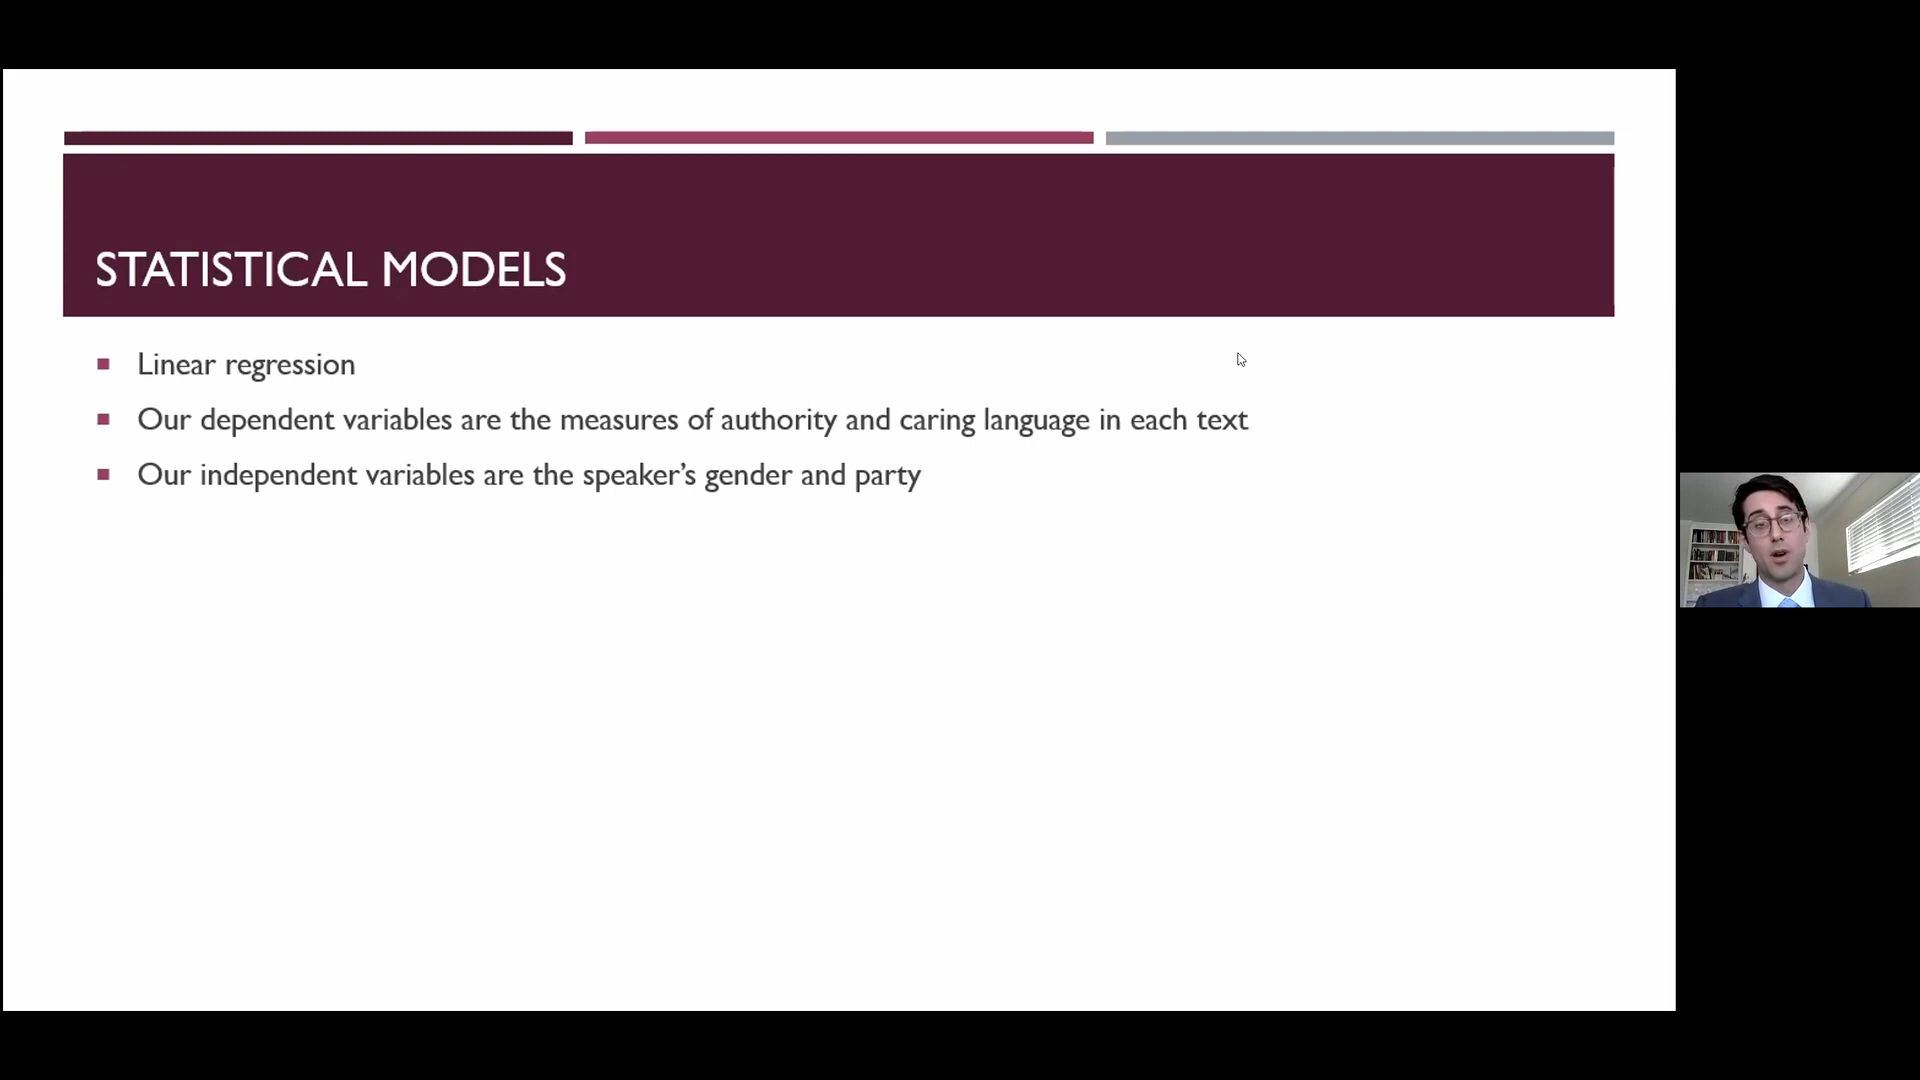 STATISTICAL MODELS
Linear regression
Our dependent variables are the measures of authority and caring language in each text
Our independent variables are the speaker’s gender and party